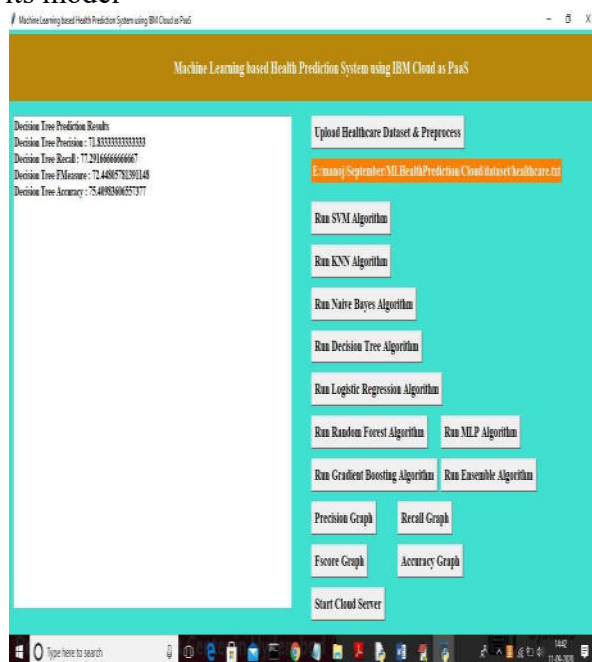 its model
Machine Learning based Health Prediction System using IBM Cloud as PaaS
Machine Learning based Health Prediction System using IBM Cloud as PaaS
Decision Tree Prediction Results
Decision Tree Precision : 71.83333333333333
Decision Tree Recall : 77.29166666666667
Decision Tree FMeasure : 72.44805781391148
Decision Tree Accuracy : 75.40983606557377
Upload Healthcare Dataset & Preprocess
E:/manoj/September/MLHealthPrediction/Cloud/dataset/healthcare.txt
Run SVM Algorithm
Run KNN Algorithm
Run Naive Bayes Algorithm
Run Decision Tree Algorithm
Run Logistic Regression Algorithm
Run Random Forest Algorithm
Run MLP Algorithm
Run Gradient Boosting Algorithm
Run Ensemble Algorithm
Precision Graph
Recall Graph
Fscore Graph
Accuracy Graph
Start Cloud Server
Type here to search
14:42
11-06-2020